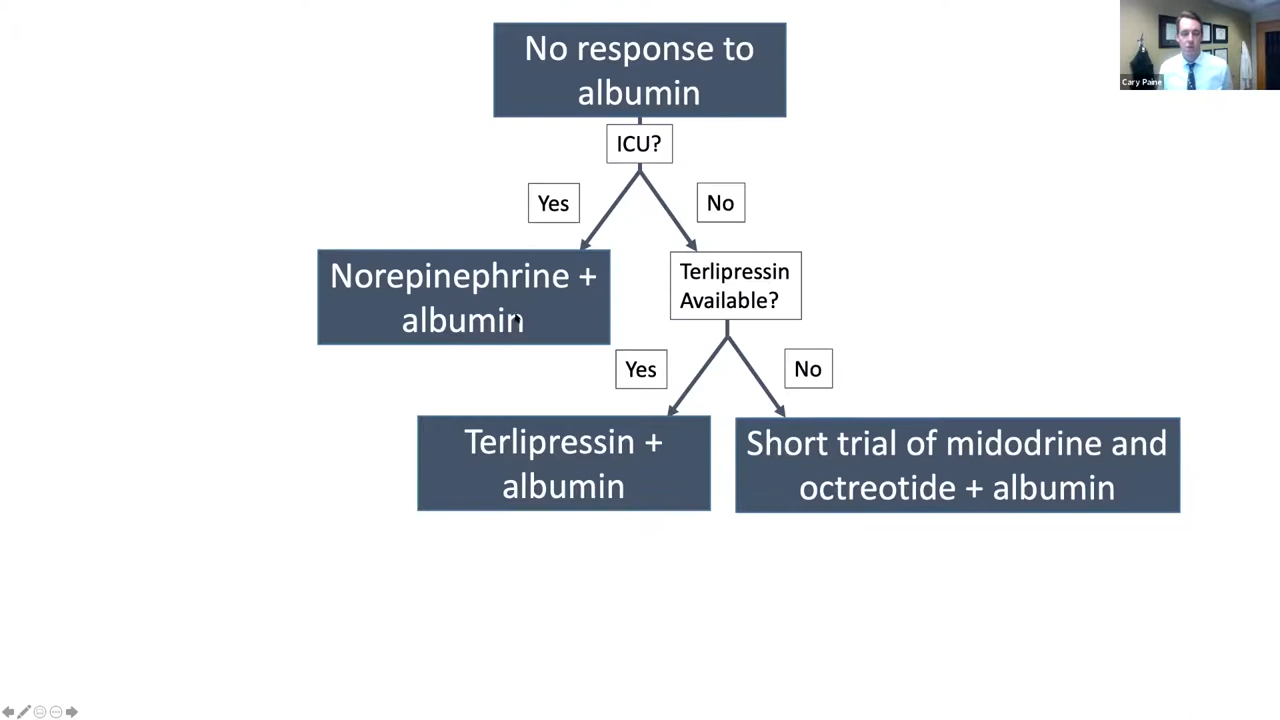 No response to
albumin
Cary Paine
ICU?
Yes
No
Norepinephrine +
albumin
Terlipressin
Available?
Yes
No
Terlipressin +
albumin
Short trial of midodrine and
octreotide + albumin